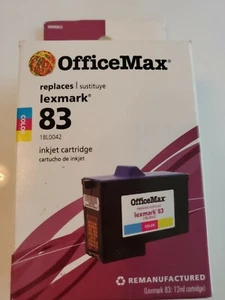 OfficeMax®
replaces | sustituye
lexmark®
COLOR
83
18L0042
inkjet cartridge
cartucho de inkjet
OfficeMax®
lexmark® 83
18L0042
COLOR
REMANUFACTURED
(Lexmark 83: 12ml cartridge)